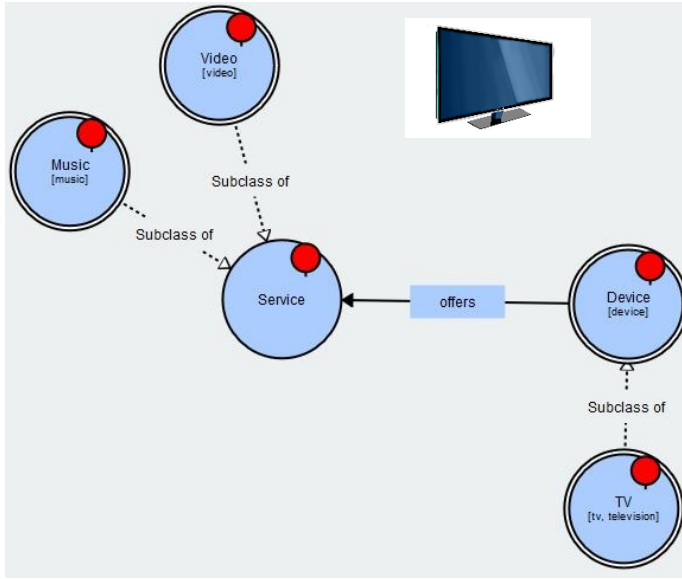 Video
[video]
Music
[music]
Subclass of
Subclass of
Service
offers
Device
[device]
Subclass of
TV
[tv, television]